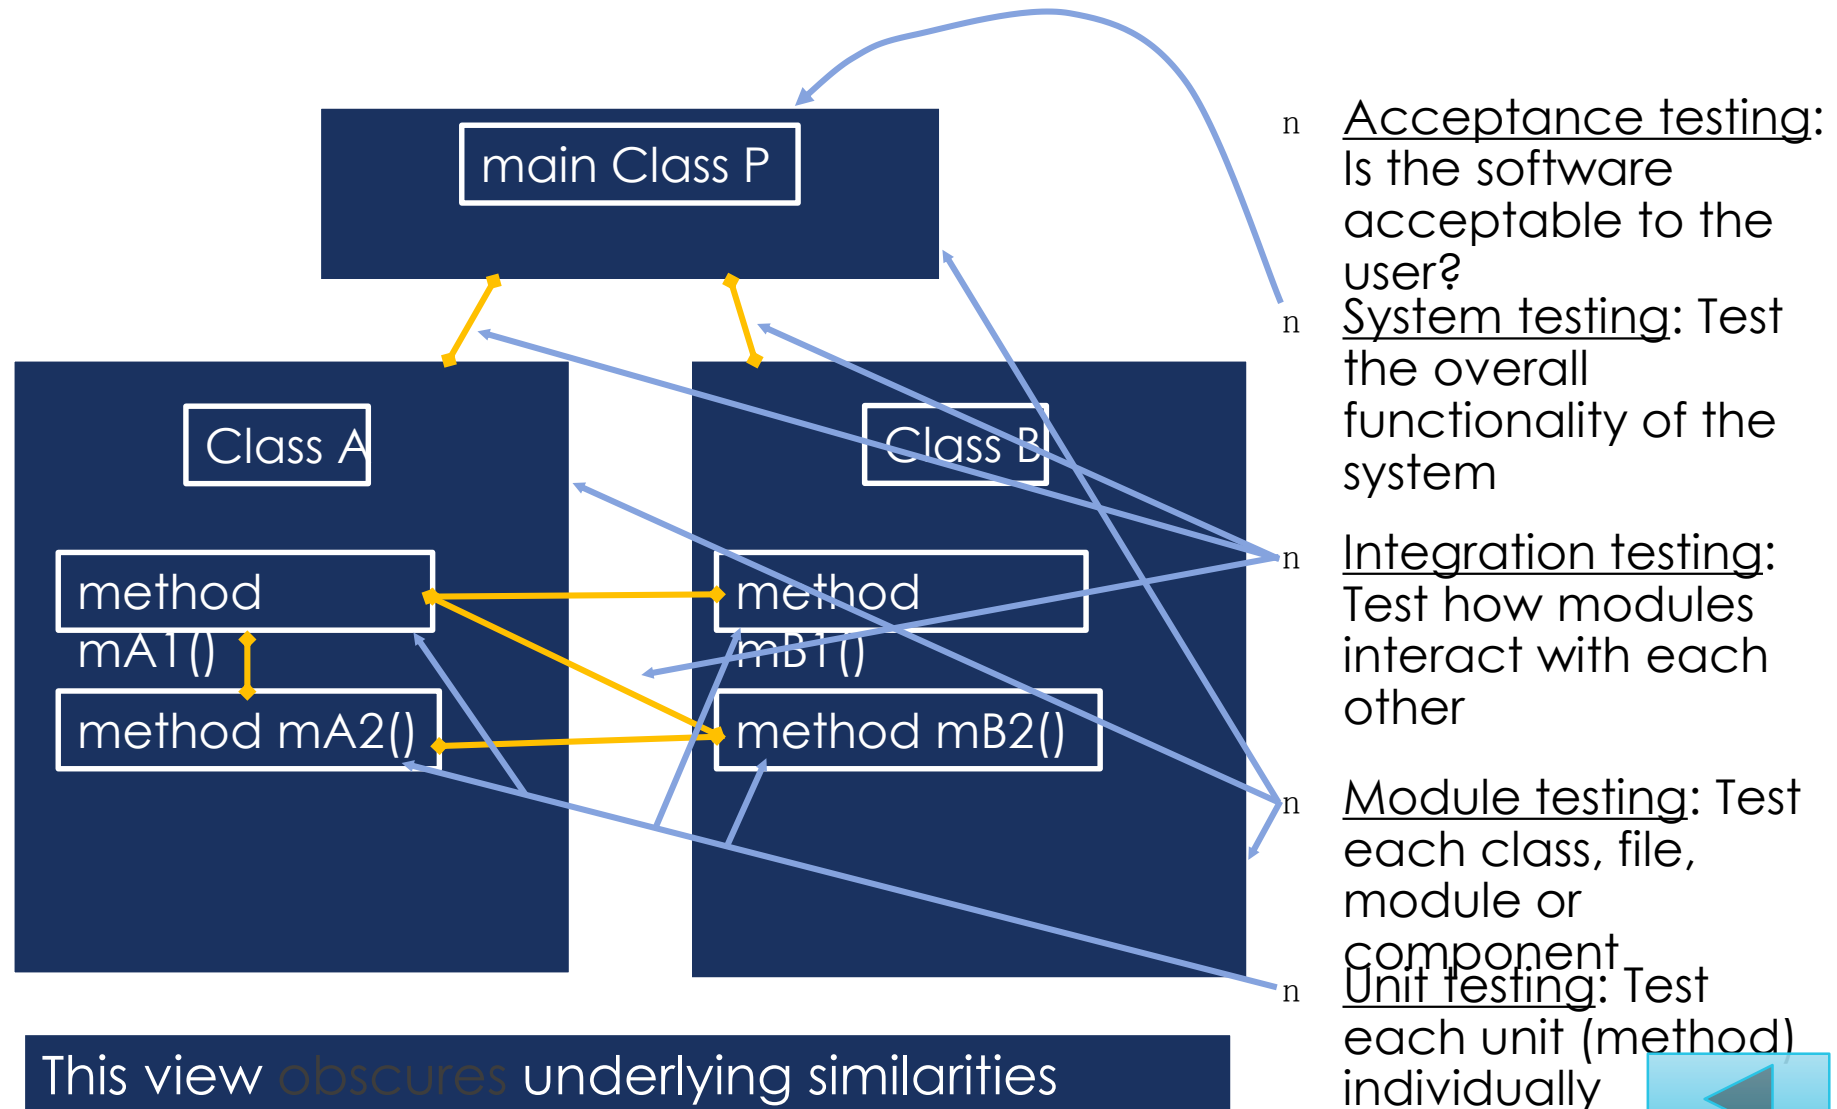 main Class P
Class A
method
mA1()
method mA2()
Class B
method
mB1()
method mB2()
n Acceptance testing:
Is the software
acceptable to the
user?
n System testing: Test
the overall
functionality of the
system
n Integration testing:
Test how modules
interact with each
other
n Module testing: Test
each class, file,
module or
component
n Unit testing: Test
each unit (method)
individually
This view obscures underlying similarities